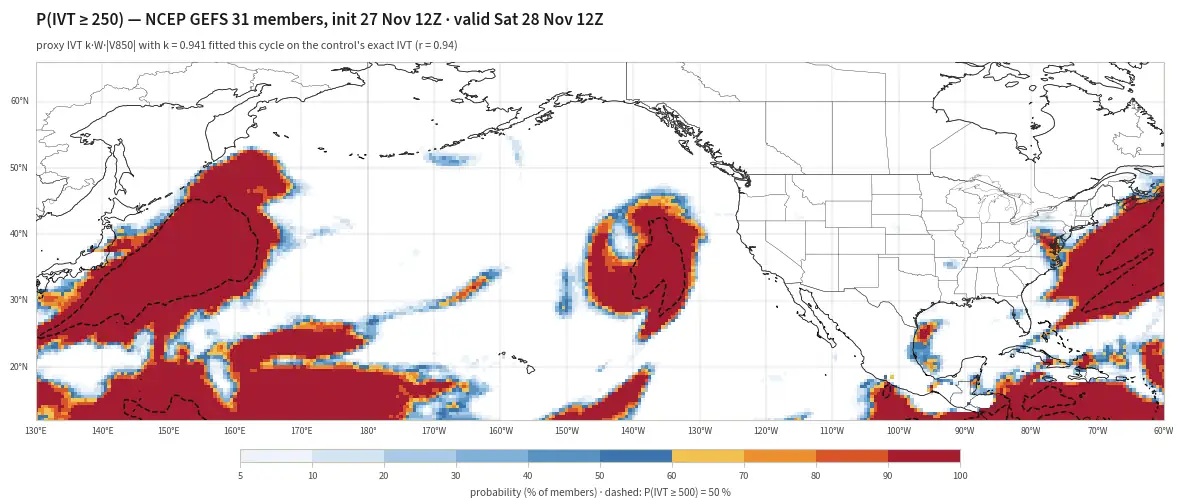 P(IVT ≥ 250) — NCEP GEFS 31 members, init 27 Nov 12Z · valid Sat 28 Nov 12Z
proxy IVT k·W·|V850| with k = 0.941 fitted this cycle on the control's exact IVT (r = 0.94)
60°N
50°N
40°N
30°N
20°N
130°E 140°E 150°E 160°E 170°E 180° 170°W 160°W 150°W 140°W 130°W 120°W 110°W 100°W 90°W 80°W 70°W 60°W
5 10 20 30 40 50 60 70 80 90 100
probability (% of members) · dashed: P(IVT ≥ 500) = 50 %